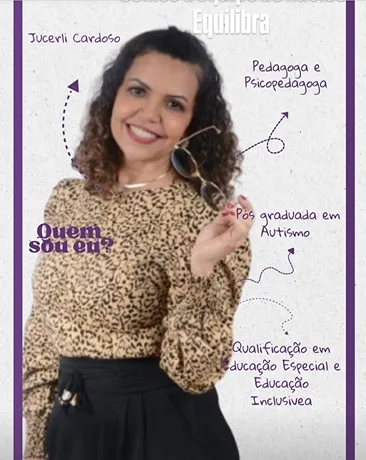 Equilibra
Jucerli Cardoso
Pedagoga e
Psicopedagoga
Quem
sou eu?
Pós graduada em
Autismo
Qualificação em
Educação Especial e
Educação
Inclusivea